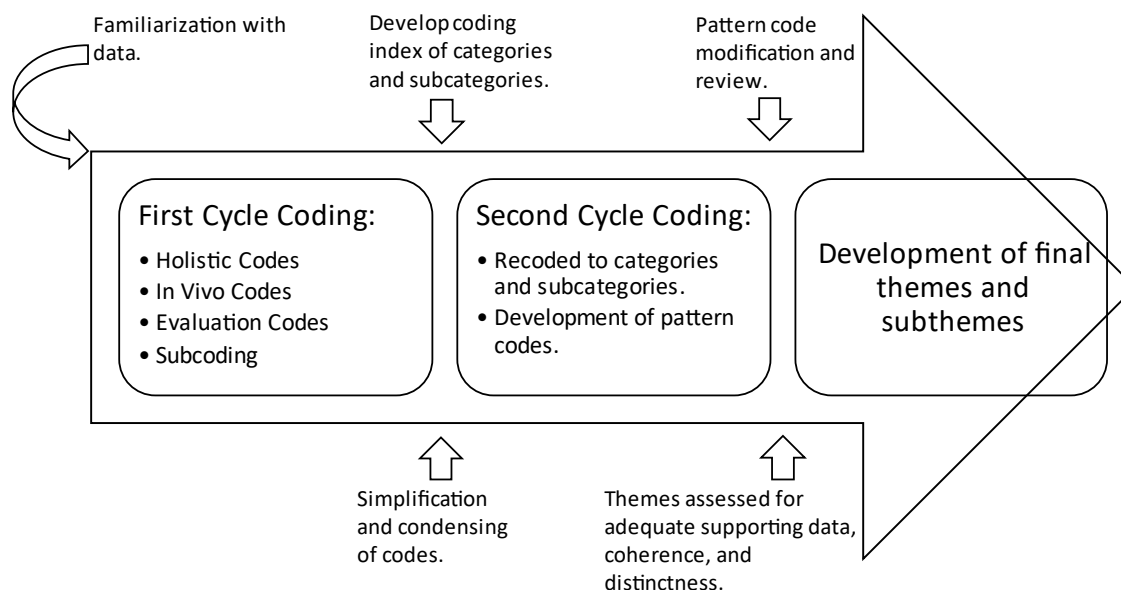 Familiarization with
data.
Develop coding
index of categories
and subcategories.
Pattern code
modification and
review.
First Cycle Coding:
• Holistic Codes
• In Vivo Codes
• Evaluation Codes
• Subcoding
Second Cycle Coding:
• Recoded to categories
and subcategories.
• Development of pattern
codes.
Development of final
themes and
subthemes
Simplification
and condensing
of codes.
Themes assessed for
adequate supporting data,
coherence, and
distinctness.